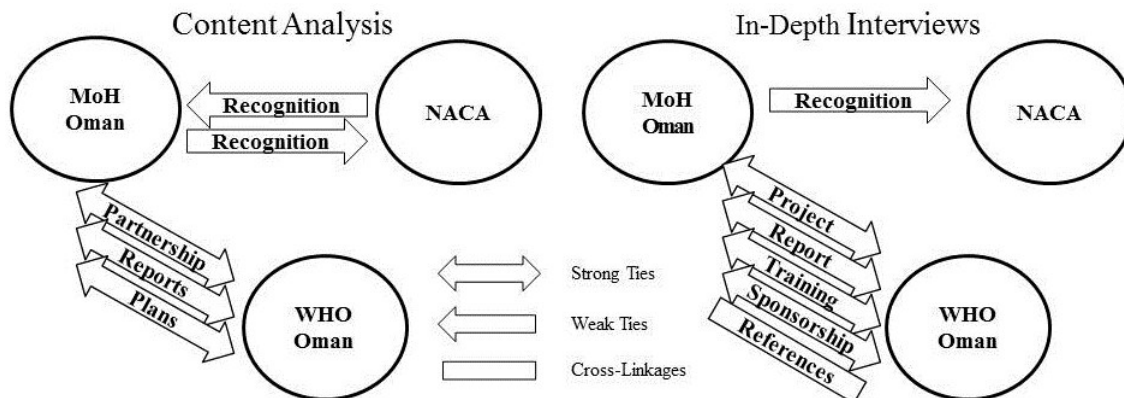 Content Analysis
MoH
Oman
Recognition
Recognition
NACA
Partnership
Reports
Plans
WHO
Oman
Strong Ties
Weak Ties
Cross-Linkages
In-Depth Interviews
MoH
Oman
Recognition
NACA
Project
Report
Training
Sponsorship
References
WHO
Oman